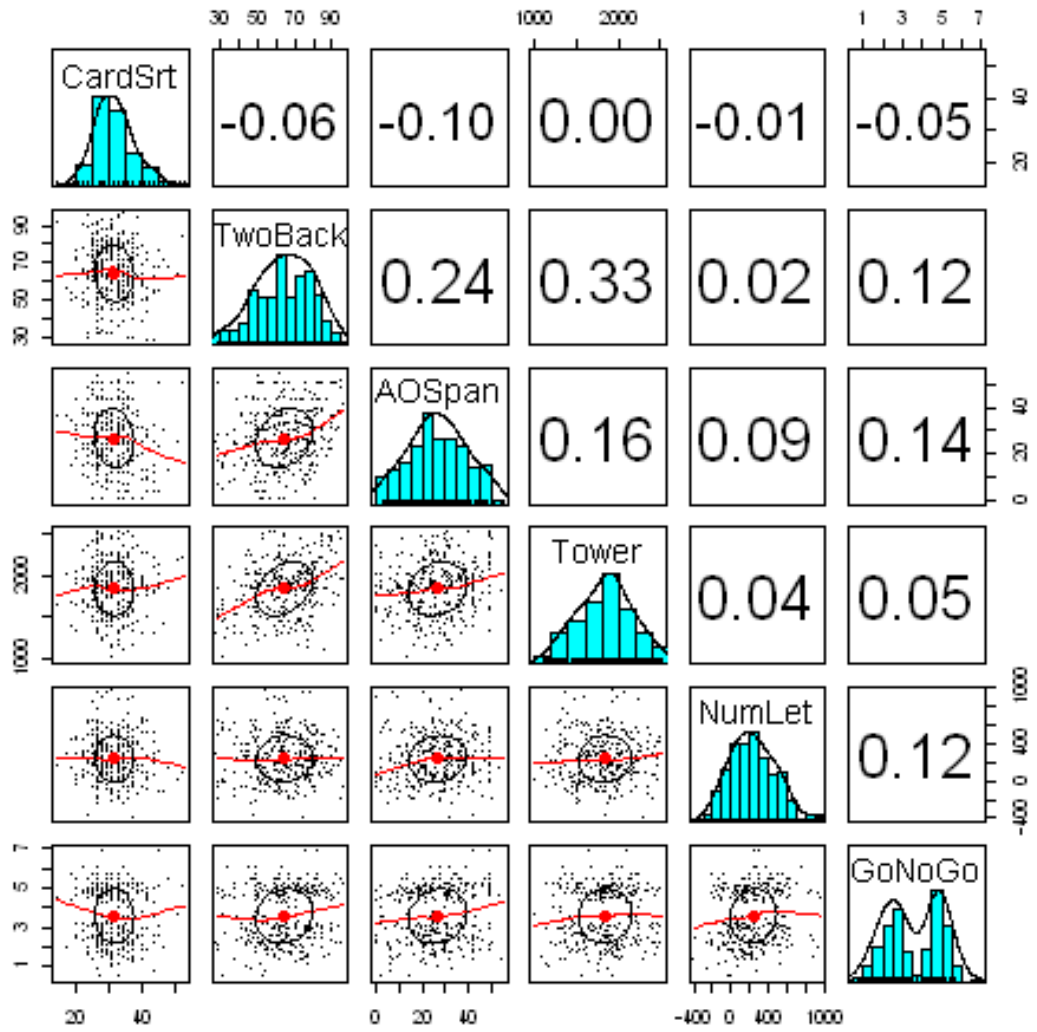 30 50 70 90 1000 2000 1 3 5 7
CardSrt -0.06 -0.10 0.00 -0.01 -0.05
20 40
30 50 70 90
TwoBack 0.24 0.33 0.02 0.12
AOSpan 0.16 0.09 0.14
0 20 40
1000 2000
Tower 0.04 0.05
NumLet 0.12
-400 0 400 1000
1 3 5 7
GoNoGo
20 40 0 20 40 -400 0 400 1000